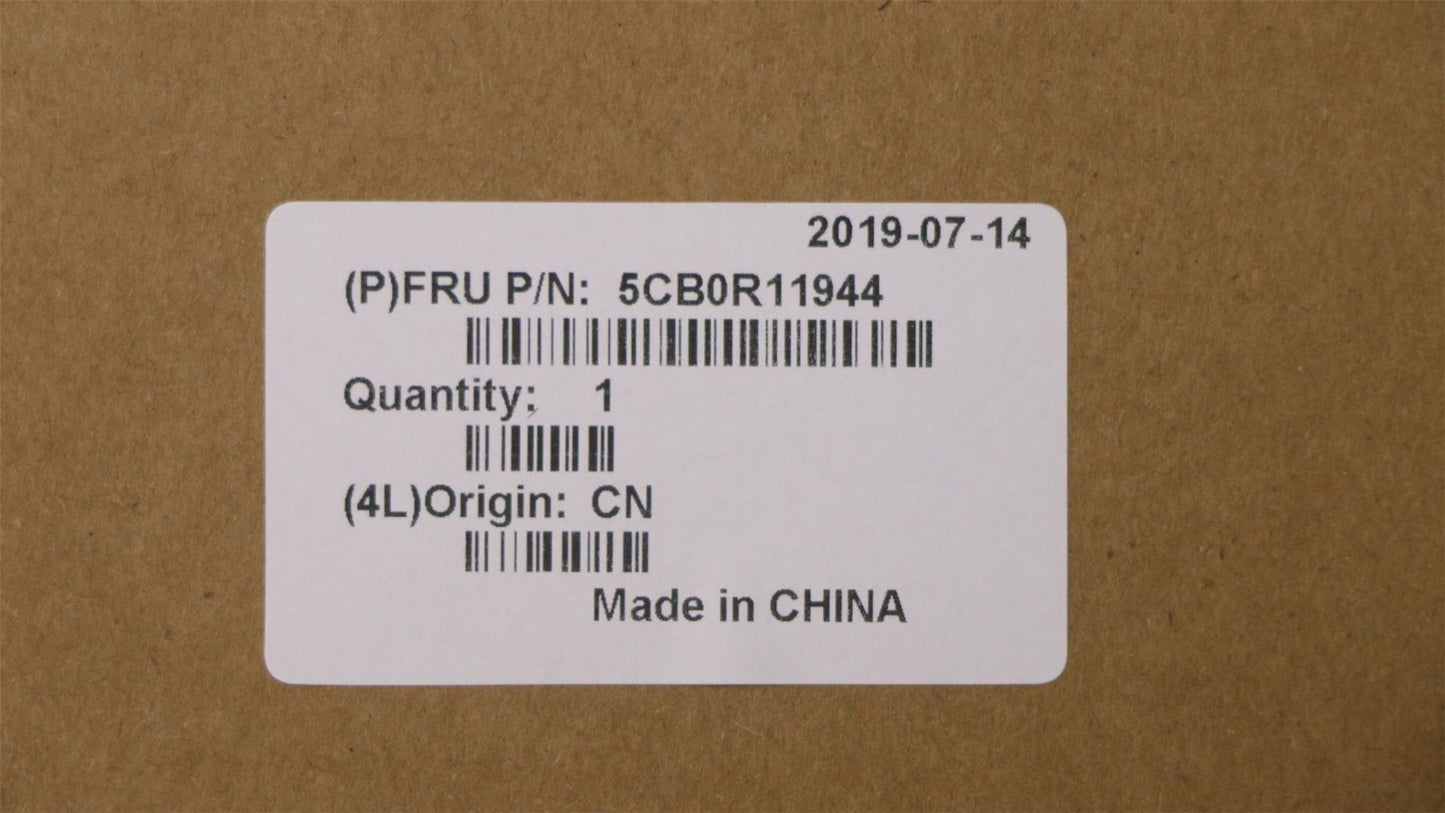 2019-07-14
(P)FRU P/N: 5CB0R11944
Quantity: 1
(4L)Origin: CN
Made in CHINA